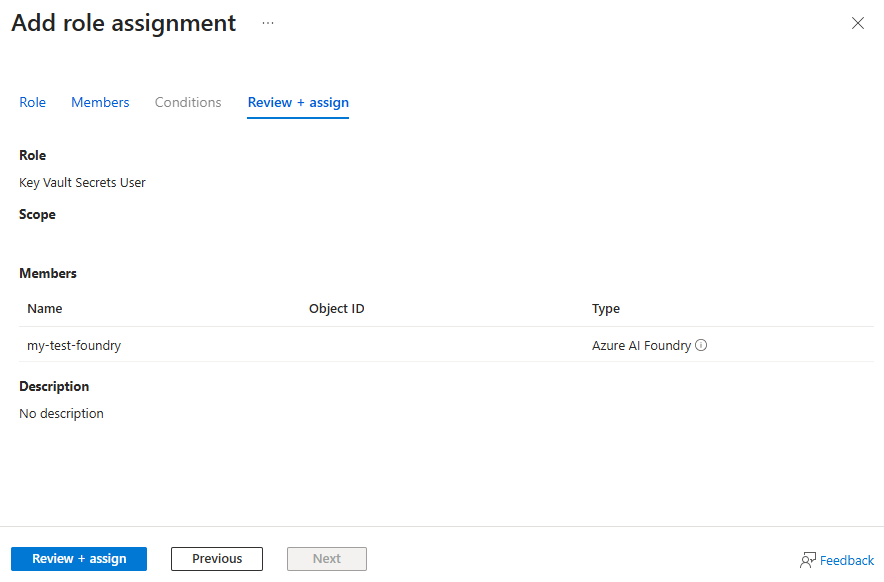 Add role assignment ...
Role Members Conditions Review + assign
Role
Key Vault Secrets User
Scope
Members
Name Object ID Type
my-test-foundry Azure AI Foundry
Description
No description
Review + assign Previous Next Feedback